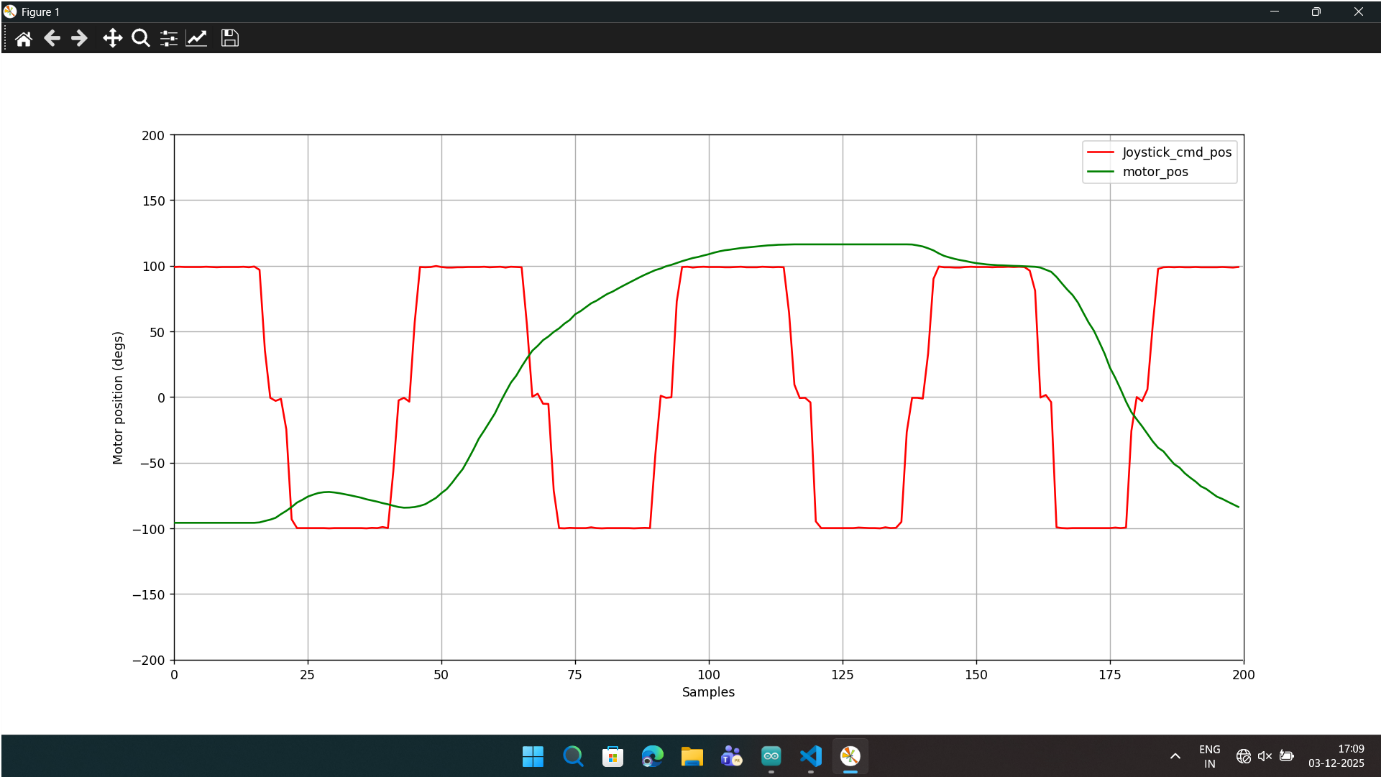 Figure 1
Joystick_cmd_pos
motor_pos
200
150
100
50
0
−50
−100
−150
−200
Motor position (degs)
0 25 50 75 100 125 150 175 200
Samples
ENG
IN
17:09
03-12-2025